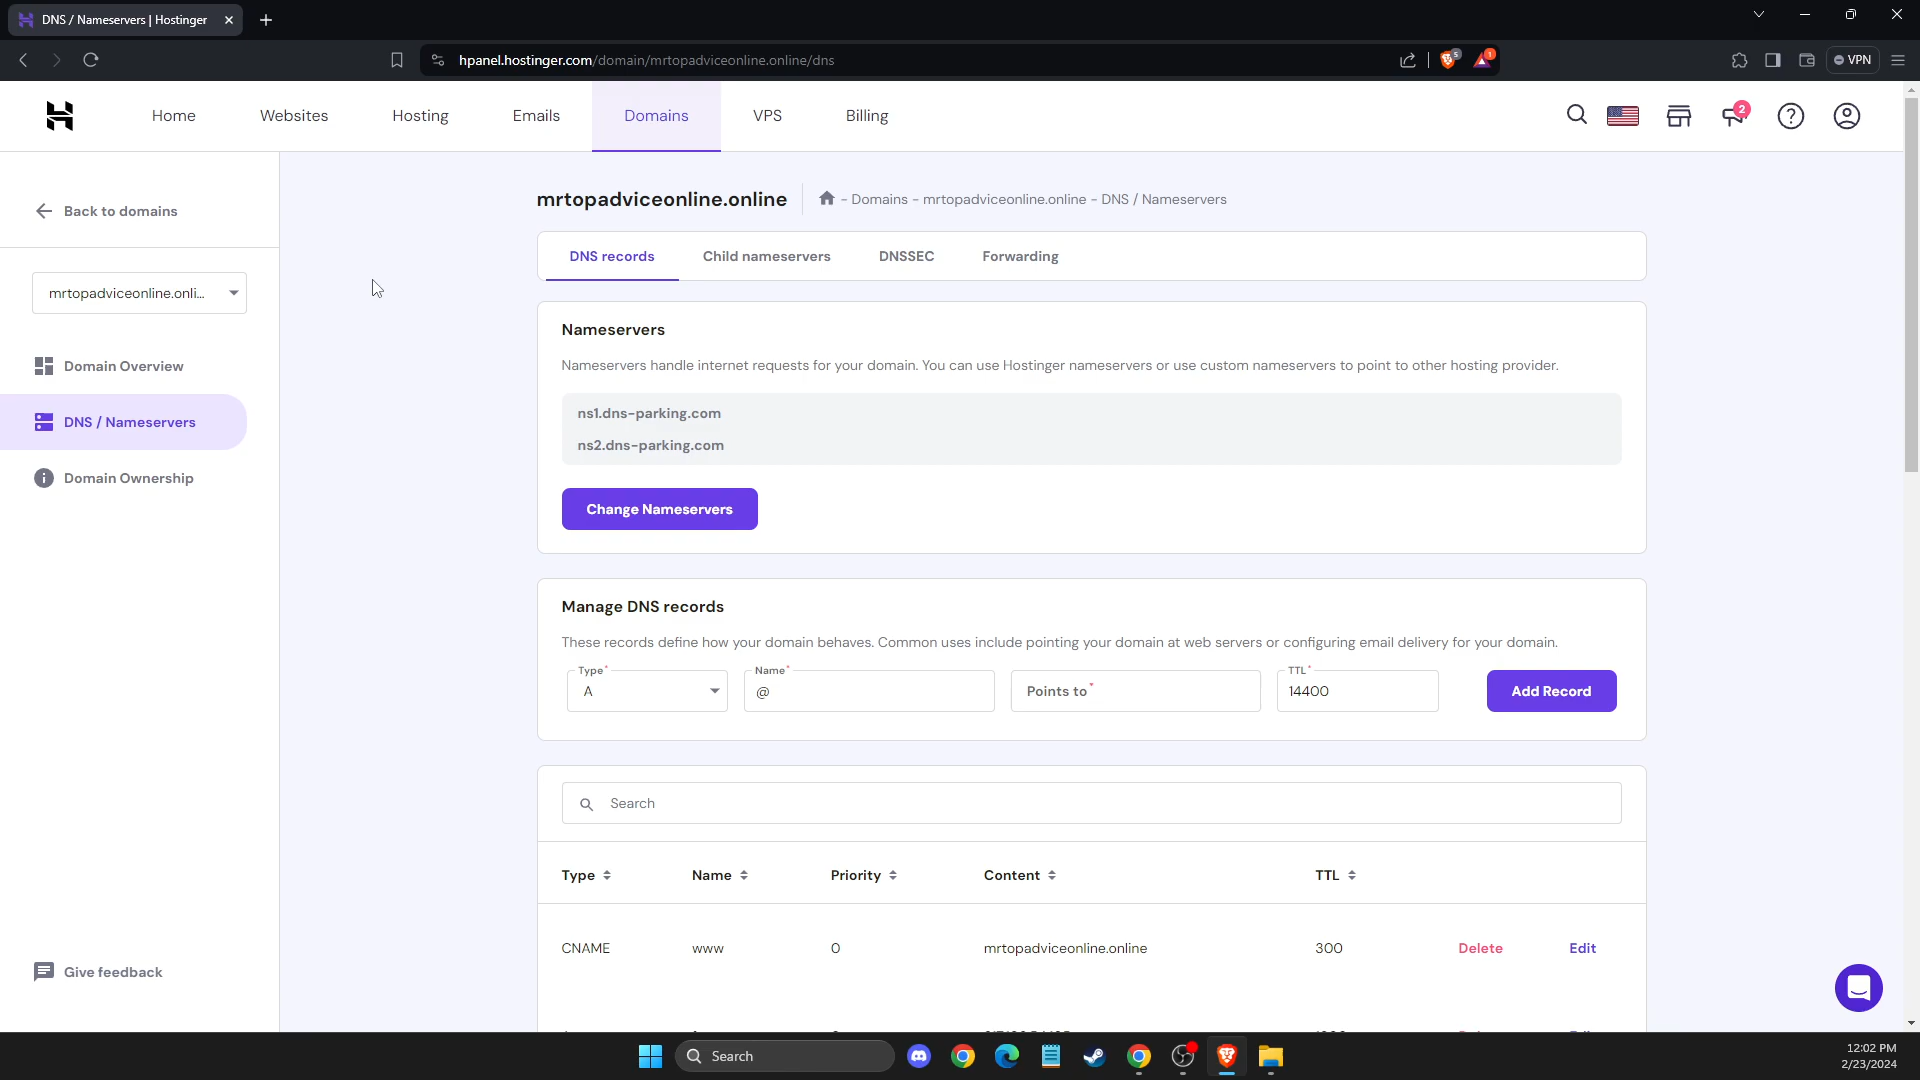 DNS / Nameservers | Hostinger
hpanel.hostinger.com/domain/mrtopadviceonline.online/dns
5
1
VPN
Home
Websites
Hosting
Emails
Domains
VPS
Billing
2
Back to domains
mrtopadviceonline.onli...
Domain Overview
DNS / Nameservers
Domain Ownership
Give feedback
mrtopadviceonline.online
- Domains - mrtopadviceonline.online - DNS / Nameservers
DNS records
Child nameservers
DNSSEC
Forwarding
Nameservers
Nameservers handle internet requests for your domain. You can use Hostinger nameservers or use custom nameservers to point to other hosting provider.
ns1.dns-parking.com
ns2.dns-parking.com
Change Nameservers
Manage DNS records
These records define how your domain behaves. Common uses include pointing your domain at web servers or configuring email delivery for your domain.
Type*
A
Name*
@
Points to*
TTL*
14400
Add Record
Search
Type
Name
Priority
Content
TTL
CNAME
www
0
mrtopadviceonline.online
300
Delete
Edit
Search
12:02 PM
2/23/2024